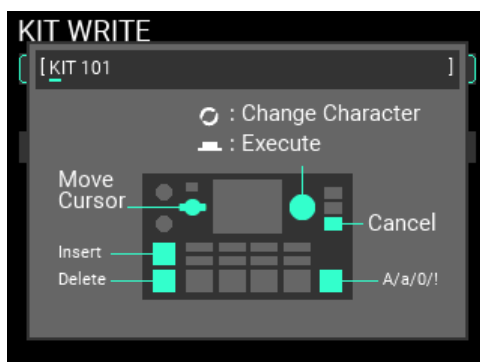 KIT WRITE
[KIT 101 ]
: Change Character
: Execute
Move
Cursor
Cancel
Insert
Delete
A/a/0/!